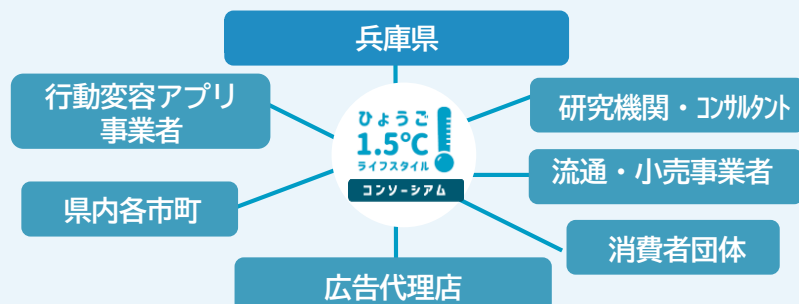 兵庫県
行動変容アプリ
事業者
ひょうご
1.5℃
ライフスタイル
コンソーシアム
研究機関・ｺﾝｻﾙﾀﾝﾄ
流通・小売事業者
県内各市町
消費者団体
広告代理店